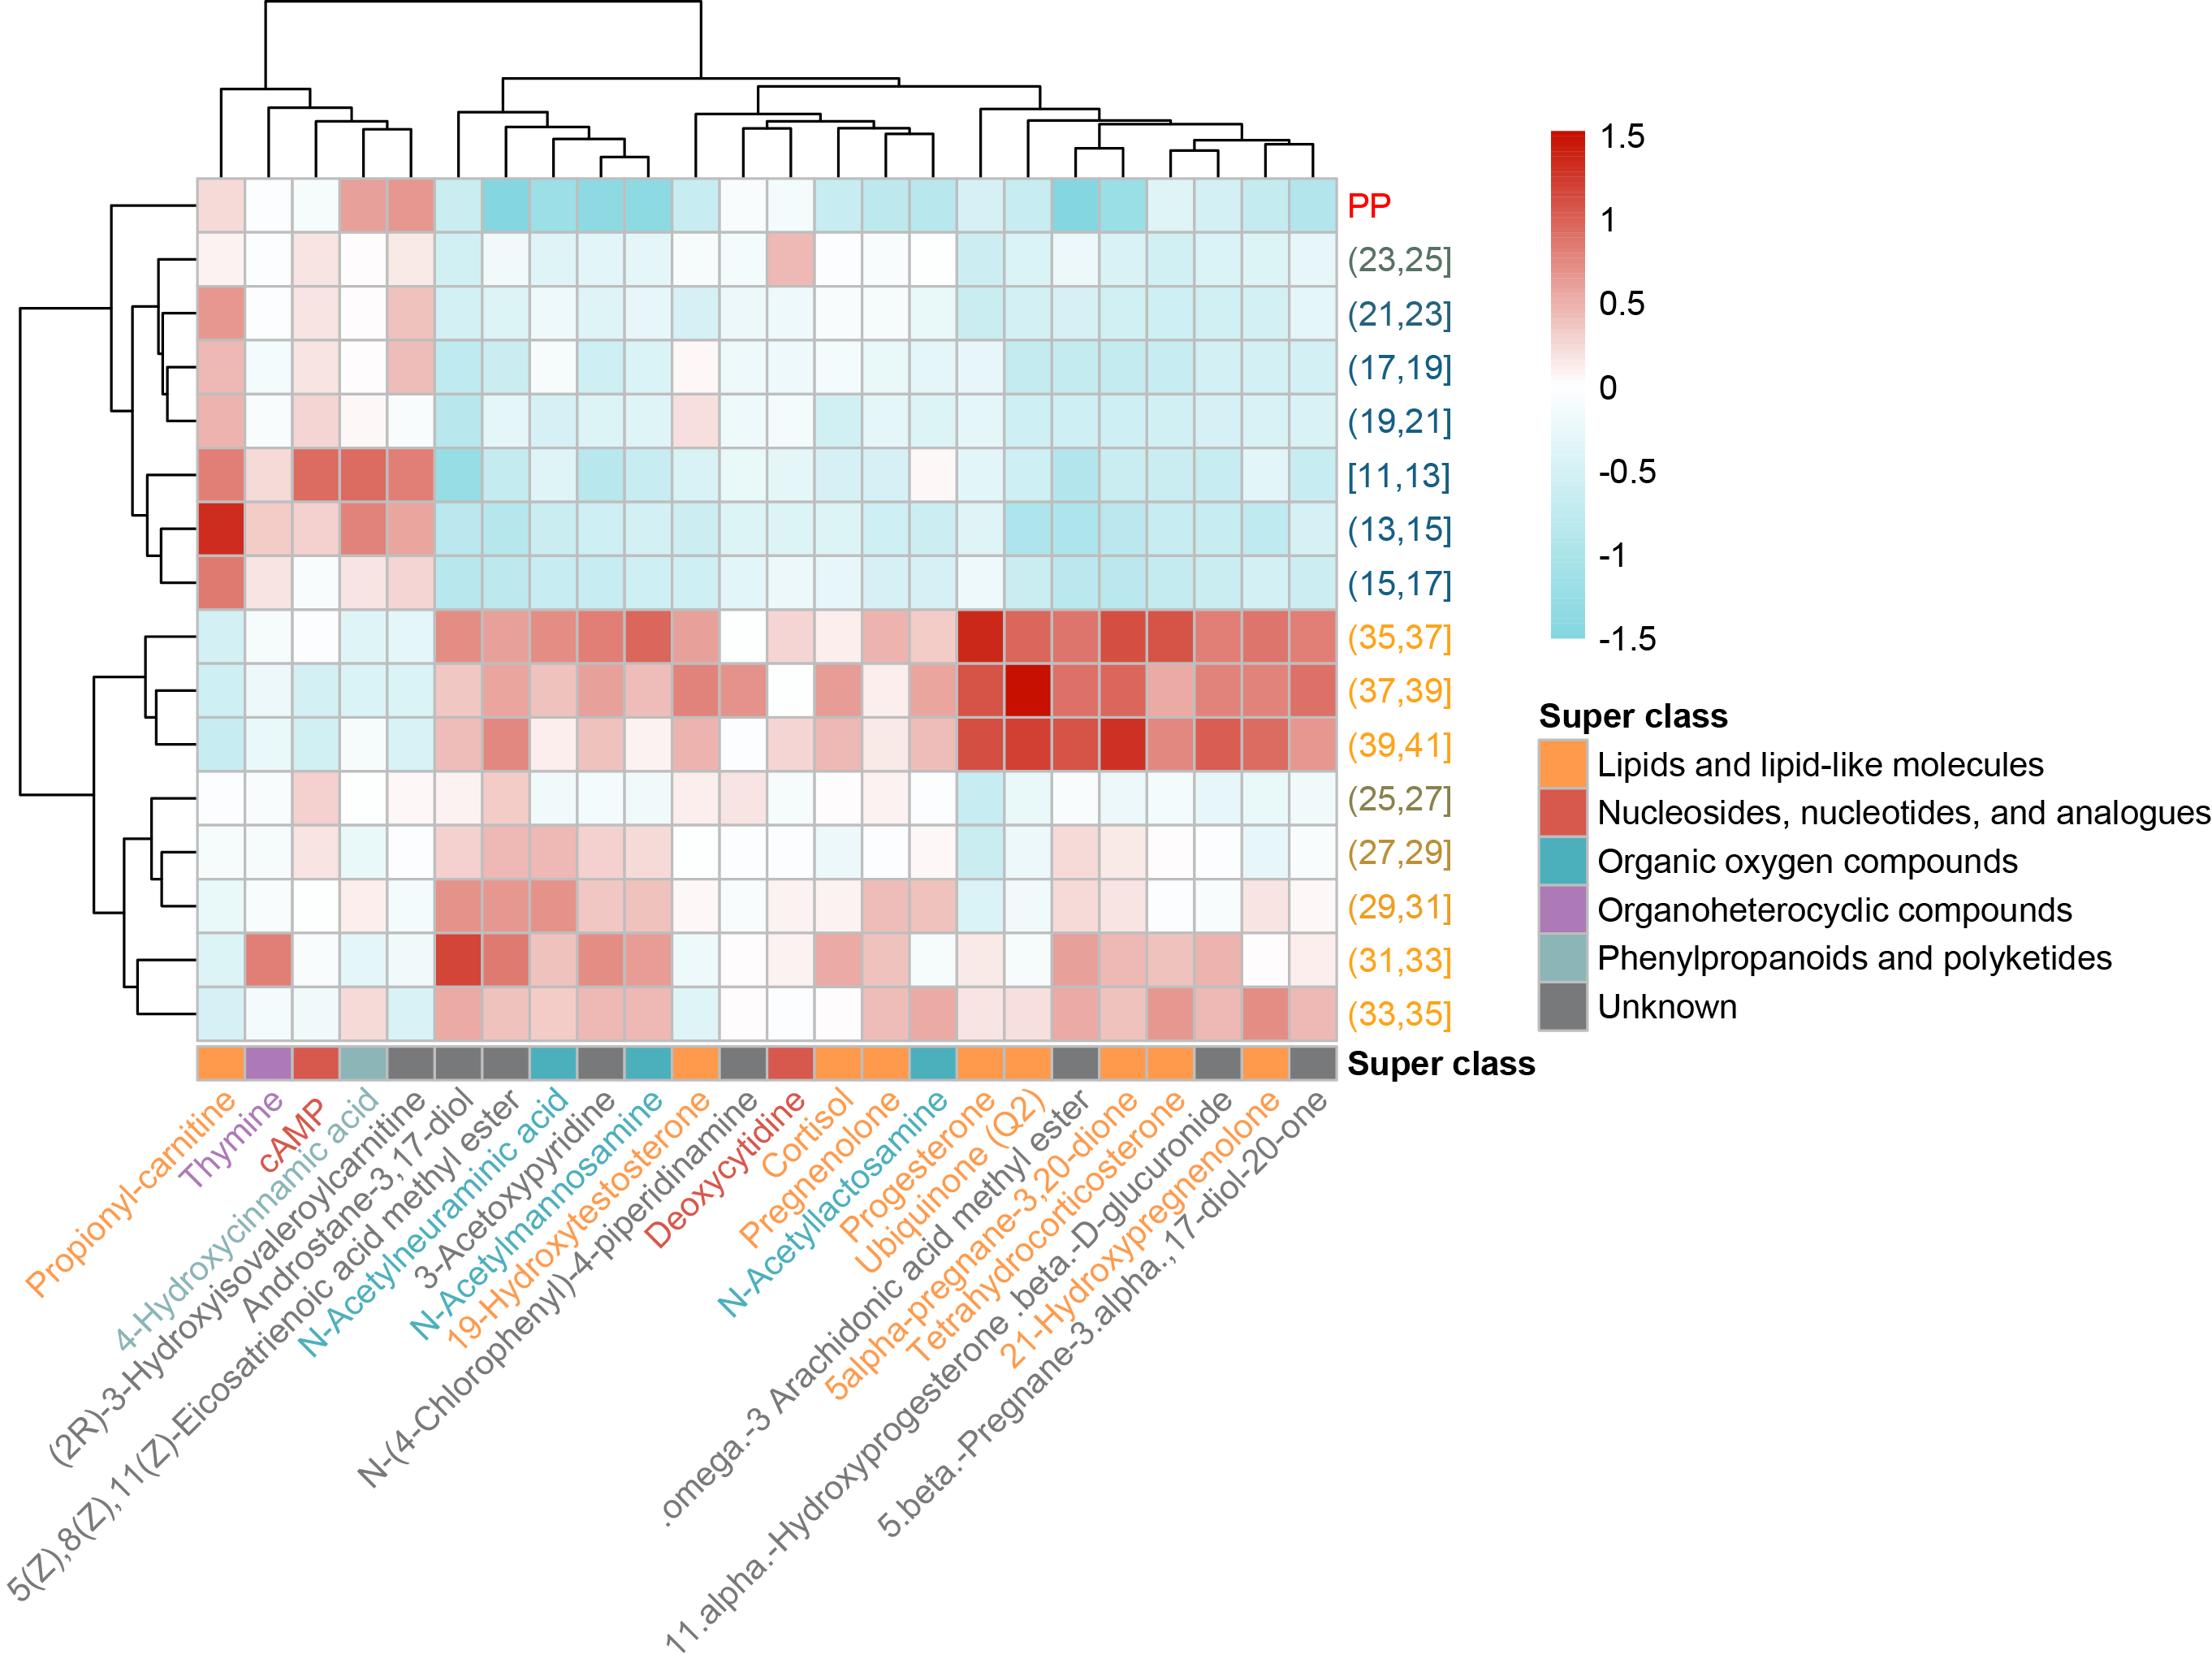 1.5
1
0.5
0
-0.5
-1
-1.5
PP
(23,25]
(21,23]
(17,19]
(19,21]
[11,13]
(13,15]
(15,17]
(35,37]
(37,39]
(39,41]
(25,27]
(27,29]
(29,31]
(31,33]
(33,35]
Super class
Super class
Lipids and lipid-like molecules
Nucleosides, nucleotides, and analogues
Organic oxygen compounds
Organoheterocyclic compounds
Phenylpropanoids and polyketides
Unknown
Propionyl-carnitine
Thymine
cAMP
4-Hydroxycinnamic acid
(2R)-3-Hydroxyisovaleroylcarnitine
Androstane-3,17-diol
5(Z),8(Z),11(Z)-Eicosatrienoic acid methyl ester
N-Acetylneuraminic acid
3-Acetoxypyridine
N-Acetylmannosamine
19-Hydroxytestosterone
N-(4-Chlorophenyl)-4-piperidinamine
Deoxycytidine
Cortisol
Pregnenolone
N-Acetyllactosamine
Progesterone
Ubiquinone (Q2)
.omega.-3 Arachidonic acid methyl ester
5alpha-pregnane-3,20-dione
Tetrahydrocorticosterone
11.alpha.-Hydroxyprogesterone .beta.-D-glucuronide
21-Hydroxypregnenolone
5.beta.-Pregnane-3.alpha.,17-diol-20-one